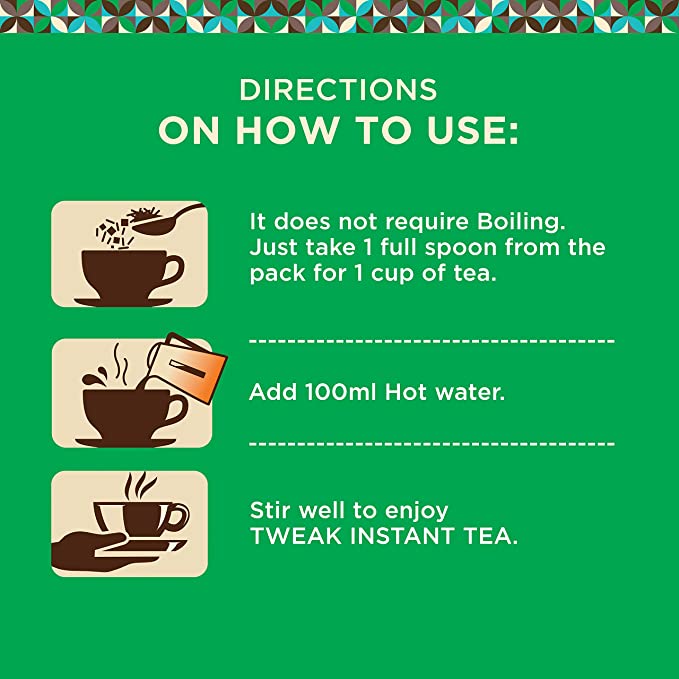 DIRECTIONS
ON HOW TO USE:
It does not require Boiling.
Just take 1 full spoon from the
pack for 1 cup of tea.
Add 100ml Hot water.
Stir well to enjoy
TWEAK INSTANT TEA.